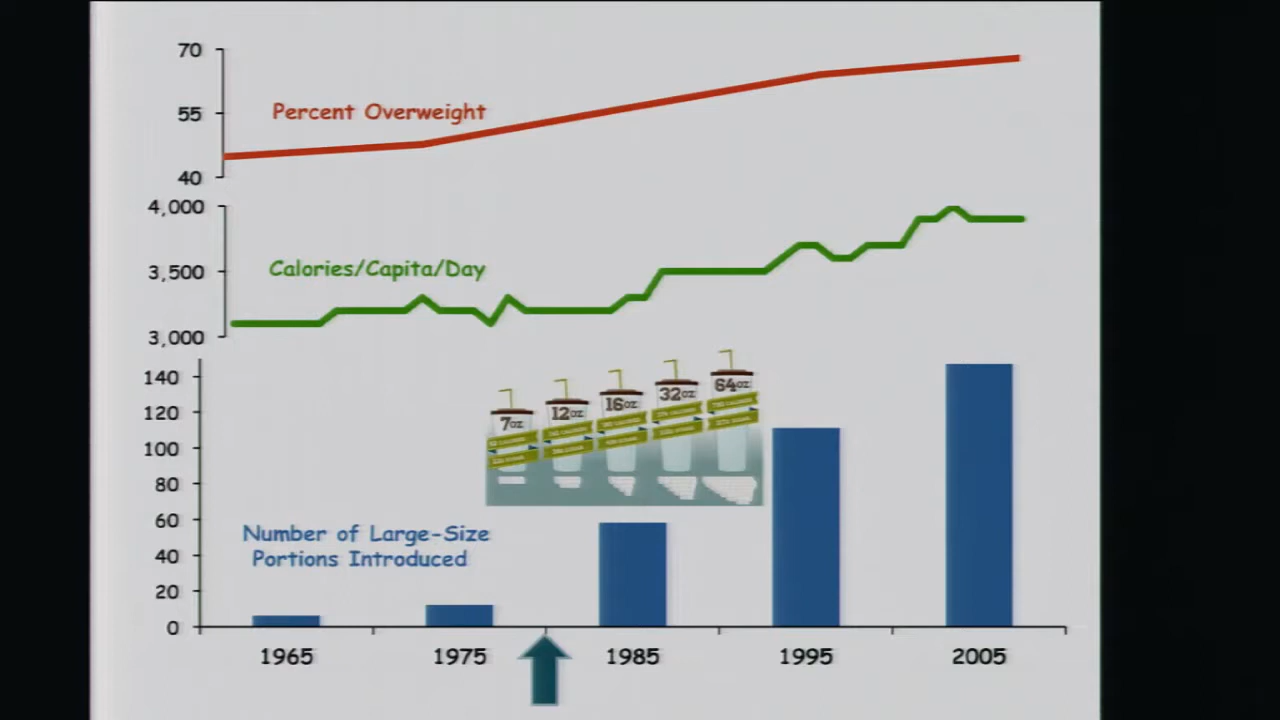 70
Percent Overweight
55
40
4,000
Calories/Capita/Day
3,500
3,000
140
120
100
80
60
40
20
0
7oz
12oz
16oz
32oz
64oz
Number of Large-Size
Portions Introduced
1965
1975
1985
1995
2005